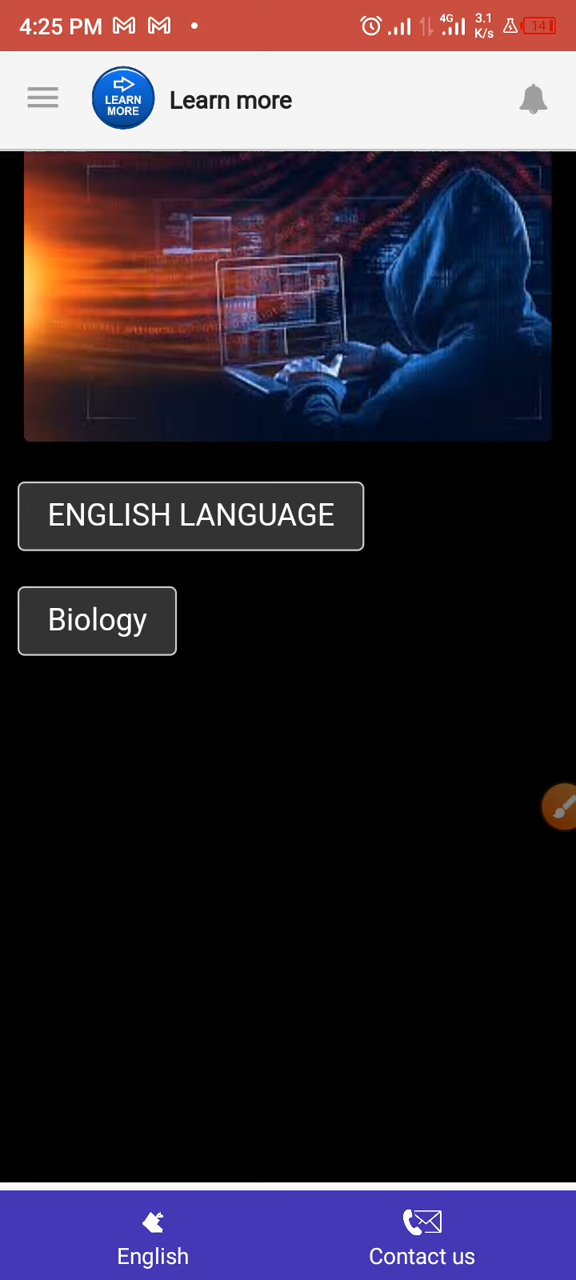 4:25 PM
4G
3.1
K/s
14
LEARN
MORE
Learn more
ENGLISH LANGUAGE
Biology
English
Contact us